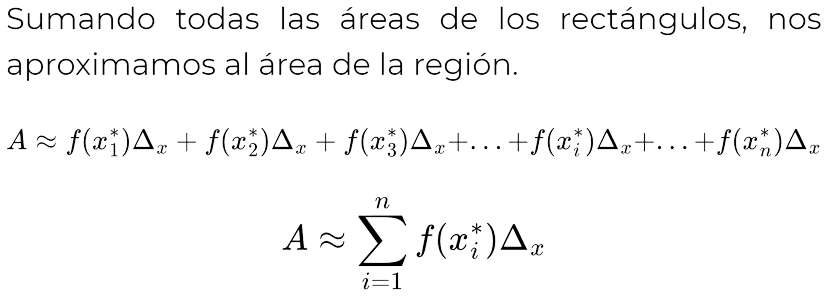 Sumando todas las áreas de los rectángulos, nos
aproximamos al área de la región.
A ≈ f(x₁*)Δₓ + f(x₂*)Δₓ + f(x₃*)Δₓ+…+f(xᵢ*)Δₓ+…+f(xₙ*)Δₓ
A ≈ ∑ᵢ₌₁ⁿ f(xᵢ*)Δₓ